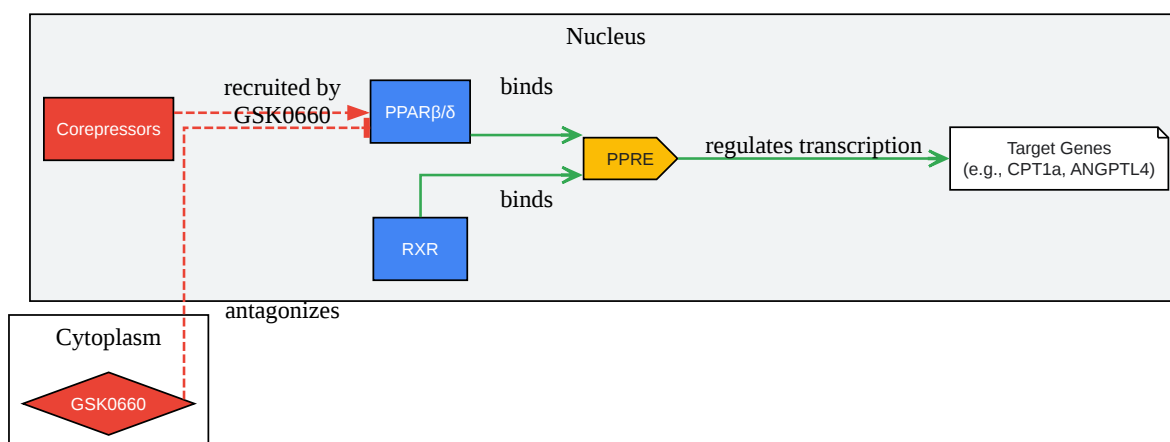 Nucleus
recruited by
GSK0660
binds
Corepressors
PPARβ/δ
PPRE
regulates transcription
Target Genes
(e.g., CPT1a, ANGPTL4)
binds
RXR
antagonizes
Cytoplasm
GSK0660